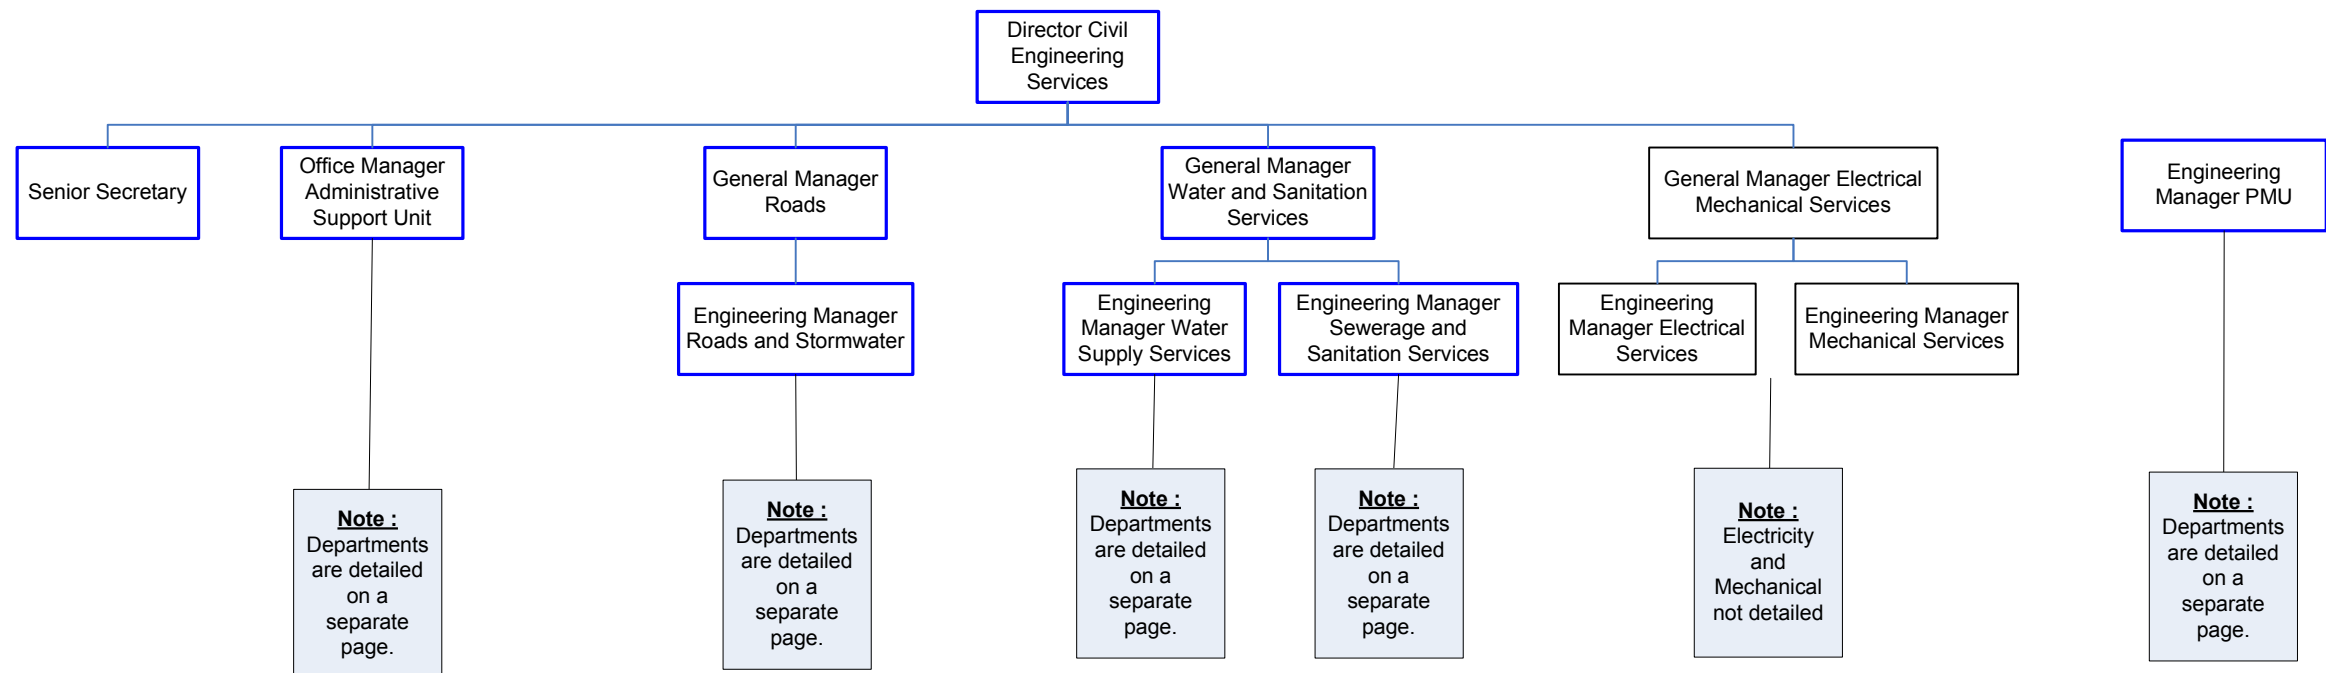 Director Civil
Engineering
Services
Senior Secretary
Office Manager
Administrative
Support Unit
General Manager
Roads
General Manager
Water and Sanitation
Services
General Manager Electrical
Mechanical Services
Engineering
Manager PMU
Engineering Manager
Roads and Stormwater
Engineering
Manager Water
Supply Services
Engineering Manager
Sewerage and
Sanitation Services
Engineering
Manager Electrical
Services
Engineering Manager
Mechanical Services
Note :
Departments
are detailed
on a
separate
page.
Note :
Departments
are detailed
on a
separate
page.
Note :
Departments
are detailed
on a
separate
page.
Note :
Departments
are detailed
on a
separate
page.
Note :
Electricity
and
Mechanical
not detailed
Note :
Departments
are detailed
on a
separate
page.